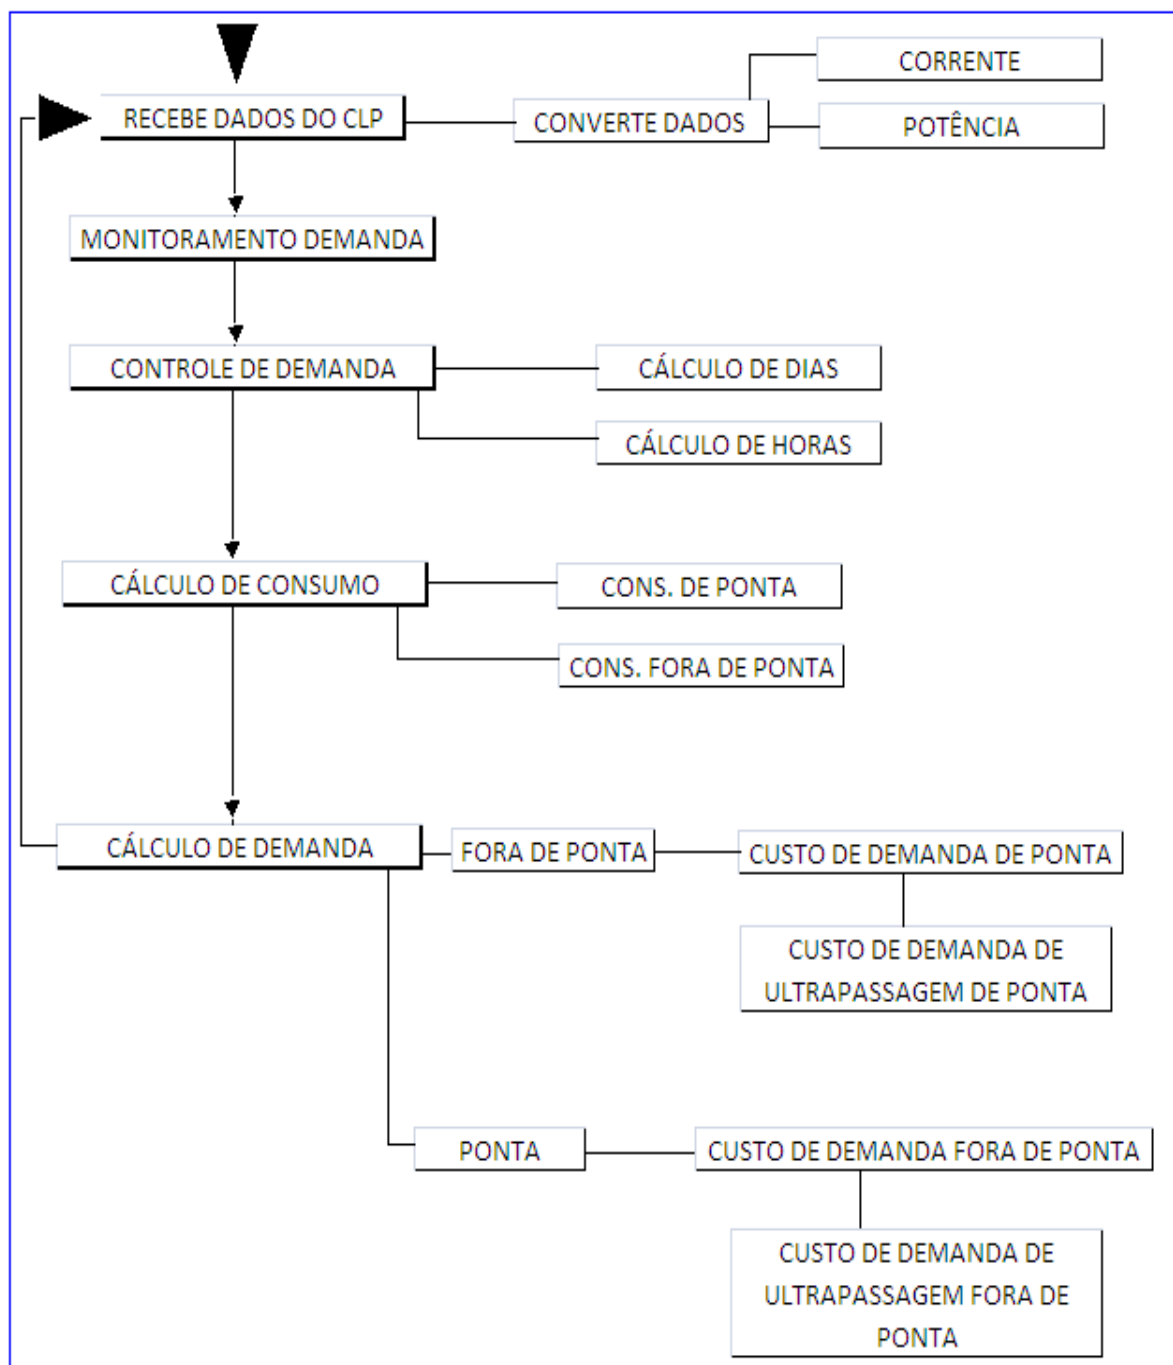 CORRENTE
RECEBE DADOS DO CLP
CONVERTE DADOS
POTÊNCIA
MONITORAMENTO DEMANDA
CONTROLE DE DEMANDA
CÁLCULO DE DIAS
CÁLCULO DE HORAS
CÁLCULO DE CONSUMO
CONS. DE PONTA
CONS. FORA DE PONTA
CÁLCULO DE DEMANDA
FORA DE PONTA
CUSTO DE DEMANDA DE PONTA
CUSTO DE DEMANDA DE
ULTRAPASSAGEM DE PONTA
PONTA
CUSTO DE DEMANDA FORA DE PONTA
CUSTO DE DEMANDA DE
ULTRAPASSAGEM FORA DE
PONTA